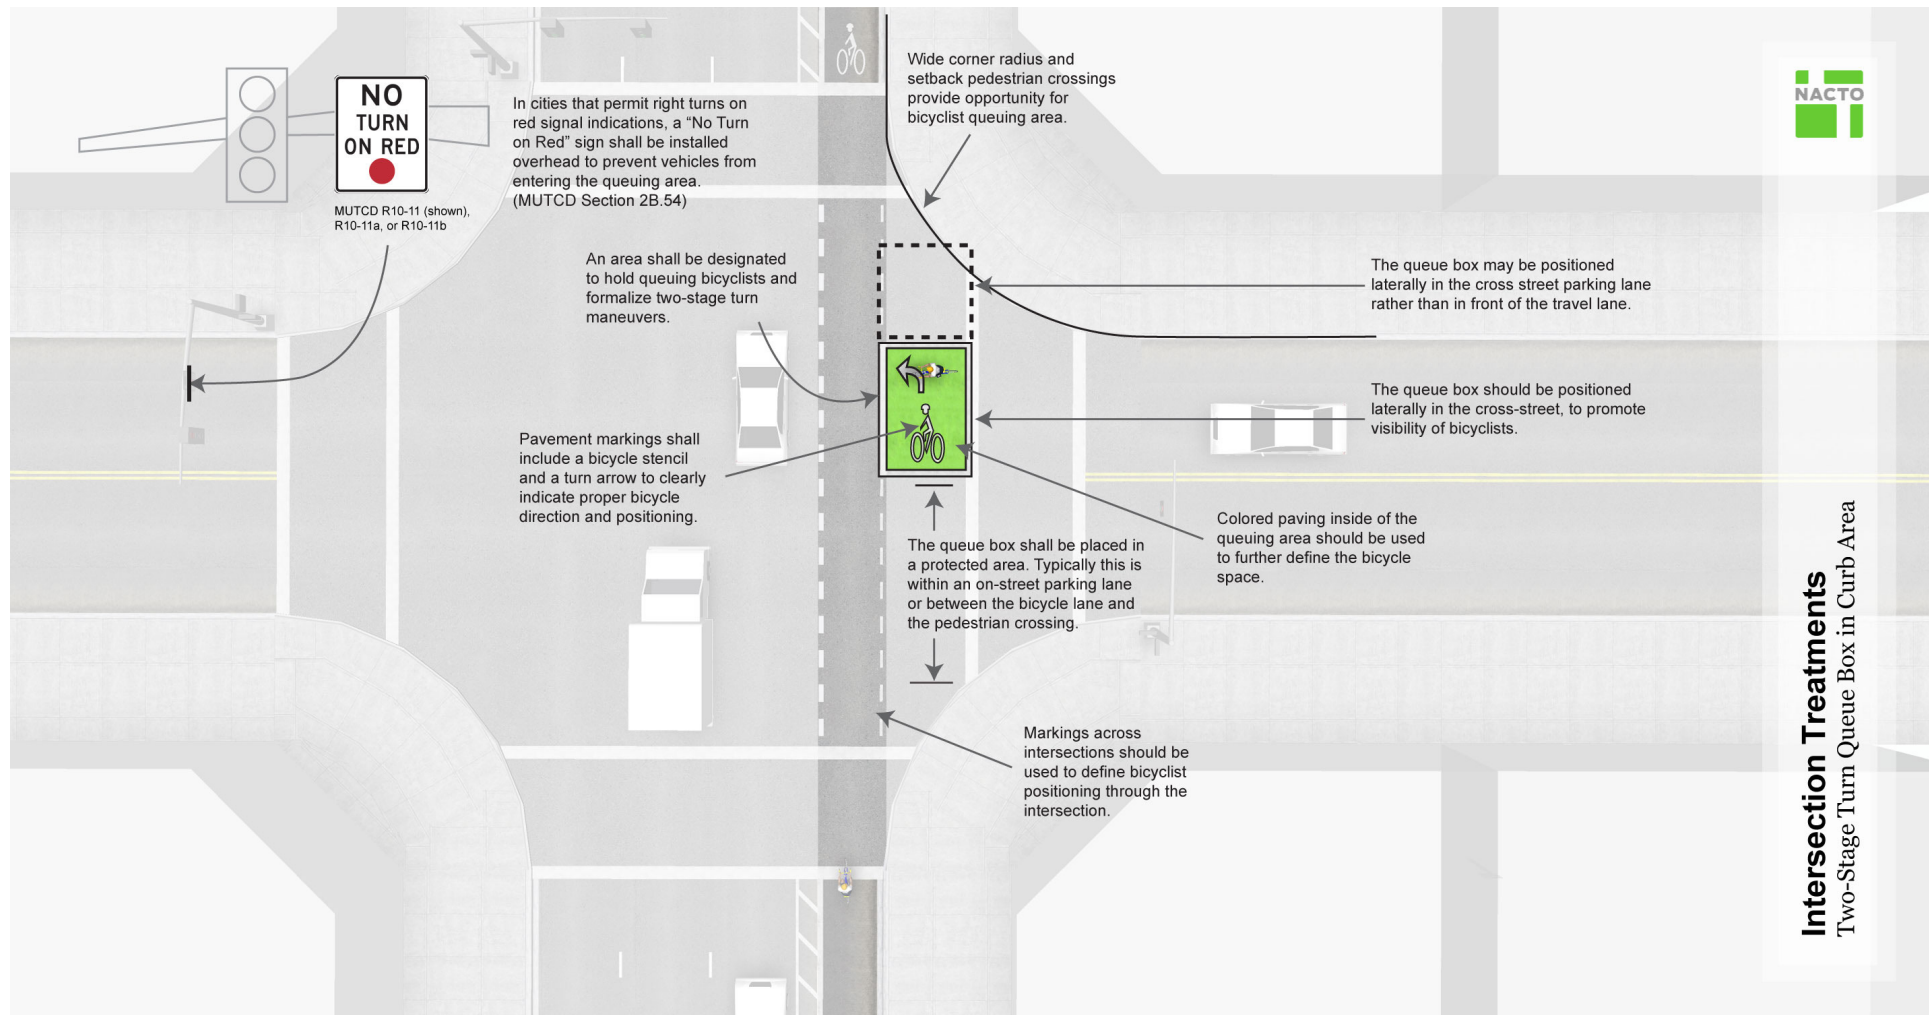 NO
TURN
ON RED
MUTCD R10-11 (shown),
R10-11a, or R10-11b
In cities that permit right turns on
red signal indications, a “No Turn
on Red” sign shall be installed
overhead to prevent vehicles from
entering the queuing area.
(MUTCD Section 2B.54)
Wide corner radius and
setback pedestrian crossings
provide opportunity for
bicyclist queuing area.
NACTO
An area shall be designated
to hold queuing bicyclists and
formalize two-stage turn
maneuvers.
The queue box may be positioned
laterally in the cross street parking lane
rather than in front of the travel lane.
The queue box should be positioned
laterally in the cross-street, to promote
visibility of bicyclists.
Pavement markings shall
include a bicycle stencil
and a turn arrow to clearly
indicate proper bicycle
direction and positioning.
Colored paving inside of the
queuing area should be used
to further define the bicycle
space.
The queue box shall be placed in
a protected area. Typically this is
within an on-street parking lane
or between the bicycle lane and
the pedestrian crossing.
Markings across
intersections should be
used to define bicyclist
positioning through the
intersection.
Intersection Treatments
Two-Stage Turn Queue Box in Curb Area